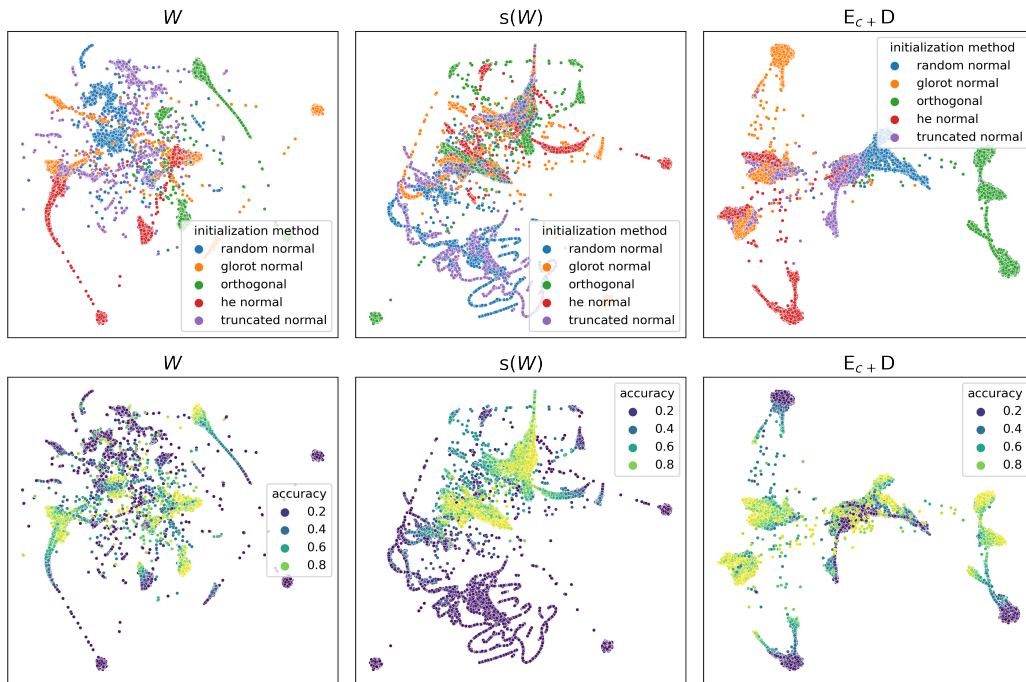 W
s(W)
E_{c+}D
initialization method
random normal
glorot normal
orthogonal
he normal
truncated normal
initialization method
random normal
glorot normal
orthogonal
he normal
truncated normal
initialization method
random normal
glorot normal
orthogonal
he normal
truncated normal
W
s(W)
E_{c+}D
accuracy
0.2
0.4
0.6
0.8
accuracy
0.2
0.4
0.6
0.8
accuracy
0.2
0.4
0.6
0.8